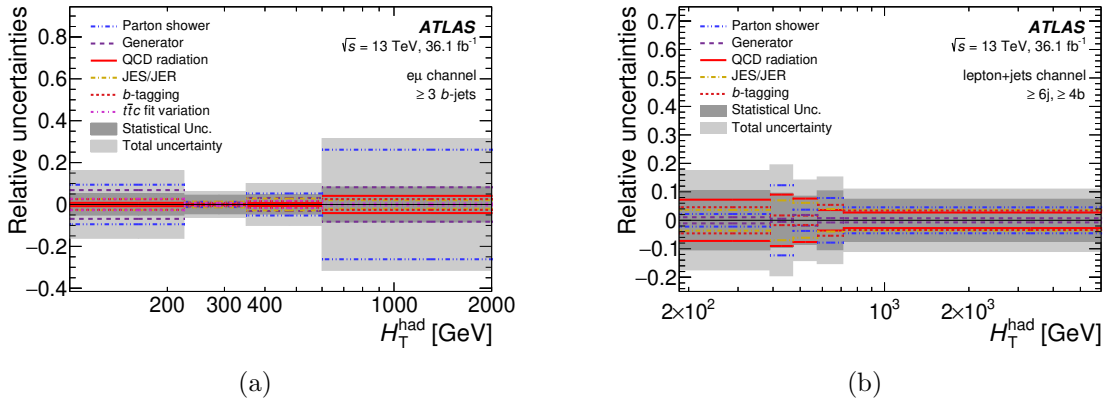 Relative uncertainties
0.8
0.6
0.4
0.2
0
−0.2
−0.4
Parton shower
Generator
QCD radiation
JES/JER
b-tagging
tt̄c fit variation
Statistical Unc.
Total uncertainty
ATLAS
√s = 13 TeV, 36.1 fb⁻¹
eμ channel
≥ 3 b-jets
200 300 400 1000 2000
H_T^had [GeV]
(a)
Relative uncertainties
0.7
0.6
0.5
0.4
0.3
0.2
0.1
0
−0.1
−0.2
Parton shower
Generator
QCD radiation
JES/JER
b-tagging
Statistical Unc.
Total uncertainty
ATLAS
√s = 13 TeV, 36.1 fb⁻¹
lepton+jets channel
≥ 6j, ≥ 4b
2×10² 10³ 2×10³
H_T^had [GeV]
(b)